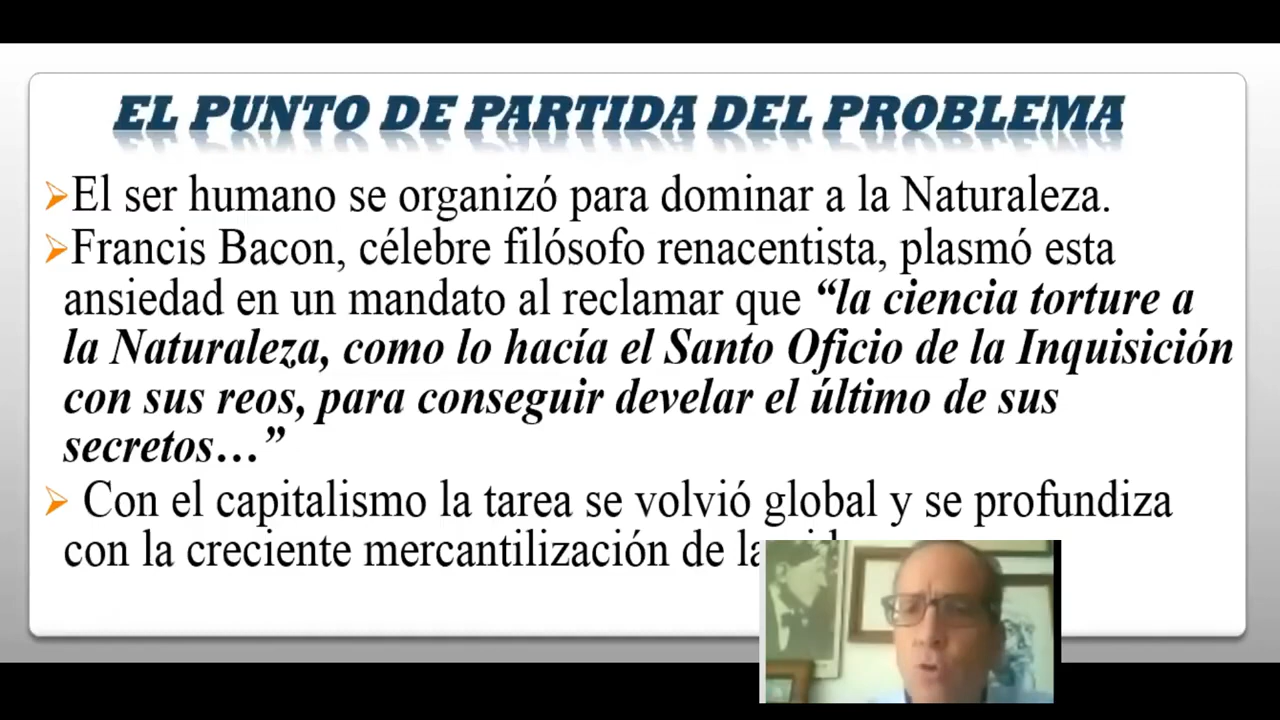 EL PUNTO DE PARTIDA DEL PROBLEMA
El ser humano se organizó para dominar a la Naturaleza.
Francis Bacon, célebre filósofo renacentista, plasmó esta
ansiedad en un mandato al reclamar que “la ciencia torture a
la Naturaleza, como lo hacía el Santo Oficio de la Inquisición
con sus reos, para conseguir develar el último de sus
secretos…”
Con el capitalismo la tarea se volvió global y se profundiza
con la creciente mercantilización de la